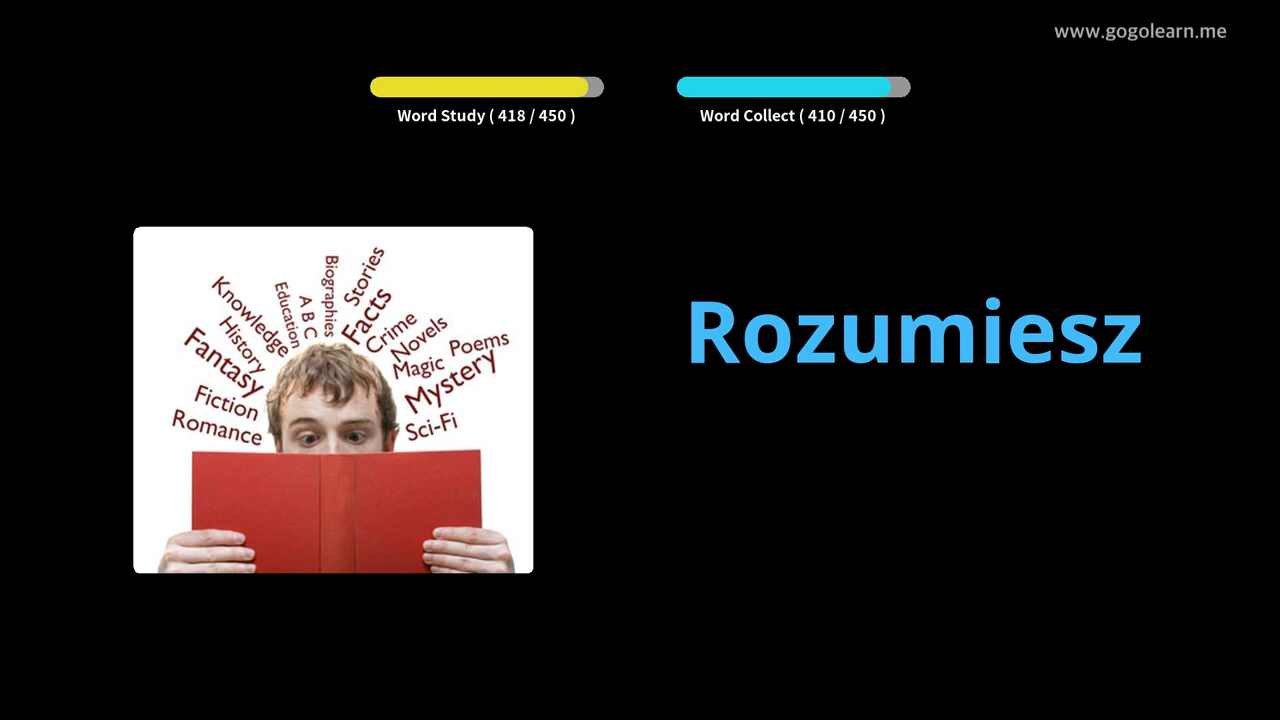 www.gogolearn.me
Word Study ( 418 / 450 )
Word Collect ( 410 / 450 )
Rozumiesz
Romance
Fiction
Fantasy
History
Knowledge
Education
A B C
Biographies
Stories
Facts
Crime
Novels
Magic
Poems
Mystery
Sci-Fi